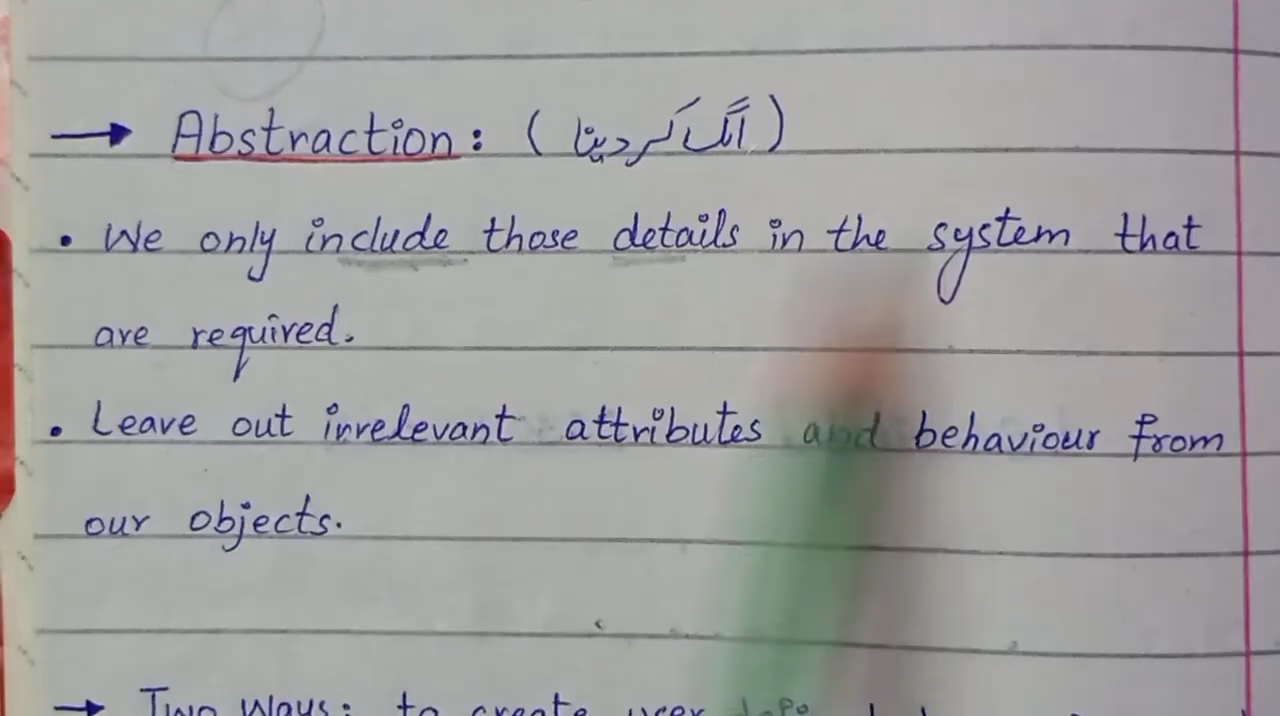 → Abstraction: (الگ کر دینا)
• We only include those details in the system that
are required.
• Leave out irrelevant attributes and behaviour from
our objects.
→ Two Ways: to create user